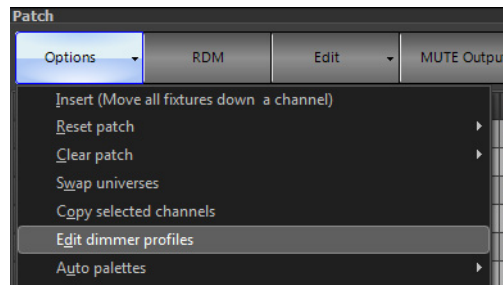 Patch
Options RDM Edit MUTE Outpu
Insert (Move all fixtures down a channel)
Reset patch
Clear patch
Swap universes
Copy selected channels
Edit dimmer profiles
Auto palettes